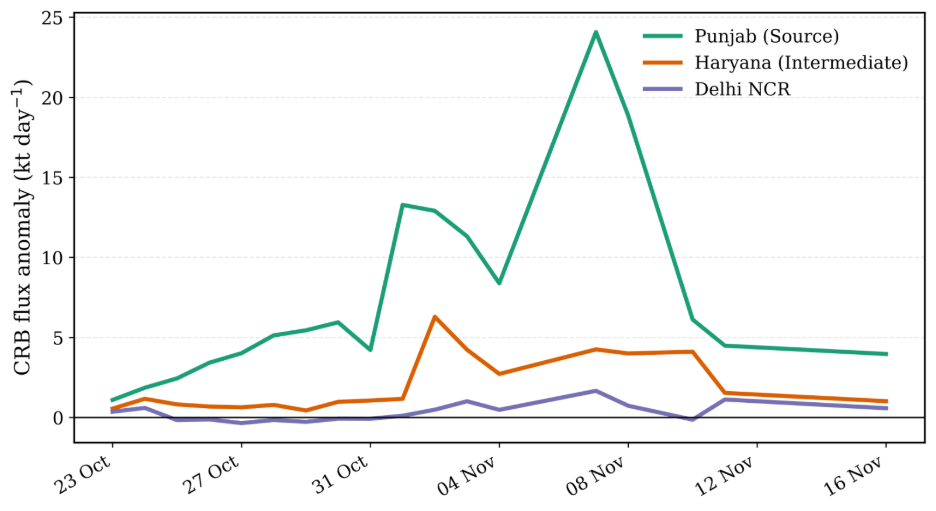 CRB flux anomaly (kt day⁻¹)
25
20
15
10
5
0
Punjab (Source)
Haryana (Intermediate)
Delhi NCR
23 Oct
27 Oct
31 Oct
04 Nov
08 Nov
12 Nov
16 Nov